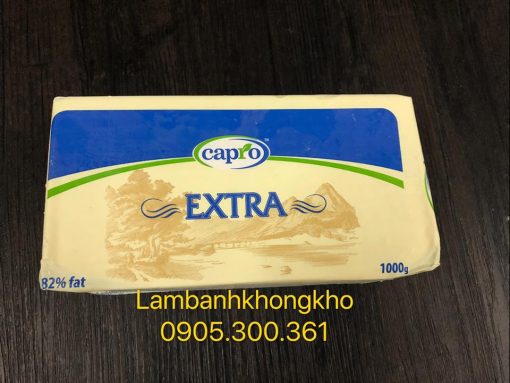 capro
EXTRA
82% fat
1000g
Lambanhkhongkho
0905.300.361